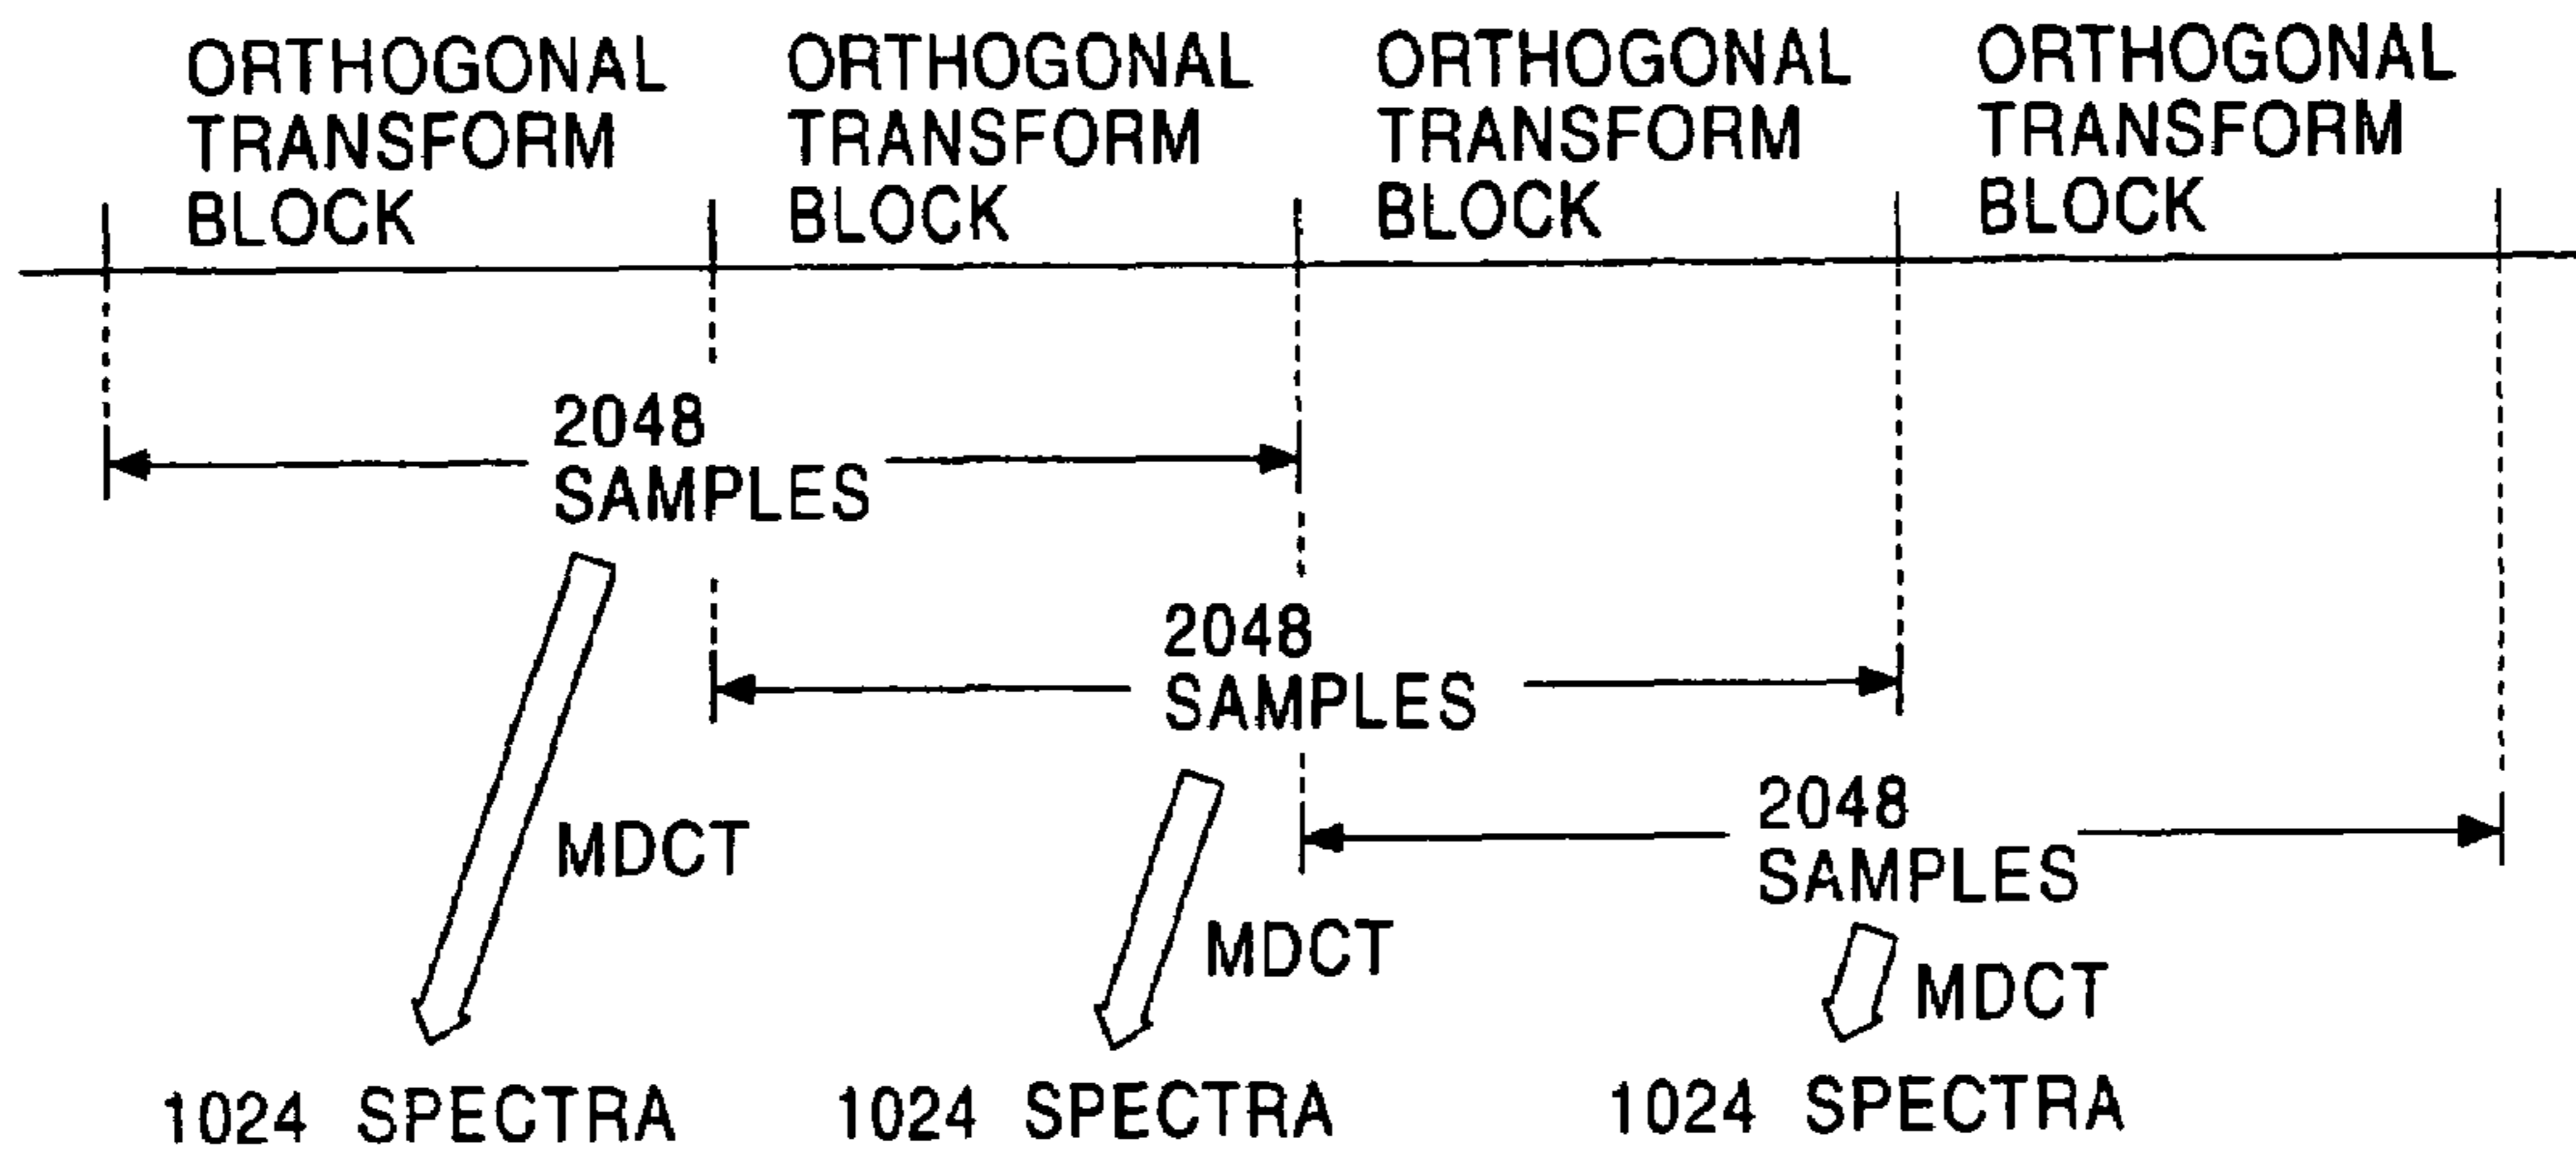 ORTHOGONAL
TRANSFORM
BLOCK
ORTHOGONAL
TRANSFORM
BLOCK
ORTHOGONAL
TRANSFORM
BLOCK
ORTHOGONAL
TRANSFORM
BLOCK
2048
SAMPLES
2048
SAMPLES
2048
SAMPLES
MDCT
MDCT
MDCT
1024 SPECTRA
1024 SPECTRA
1024 SPECTRA